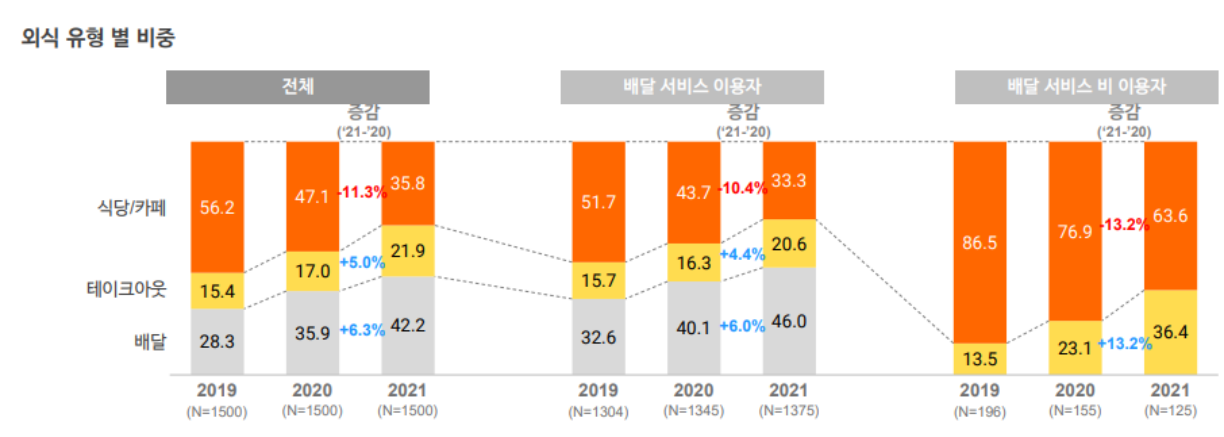 외식 유형 별 비중
전체
배달 서비스 이용자
배달 서비스 비 이용자
증감
('21-'20)
증감
('21-'20)
증감
('21-'20)
식당/카페
56.2
47.1
-11.3%
35.8
51.7
43.7
-10.4%
33.3
86.5
76.9
-13.2%
63.6
테이크아웃
15.4
17.0
+5.0%
21.9
15.7
16.3
+4.4%
20.6
13.5
23.1
+13.2%
36.4
배달
28.3
35.9
+6.3%
42.2
32.6
40.1
+6.0%
46.0
2019
2020
2021
2019
2020
2021
2019
2020
2021
(N=1500)
(N=1500)
(N=1500)
(N=1304)
(N=1345)
(N=1375)
(N=196)
(N=155)
(N=125)